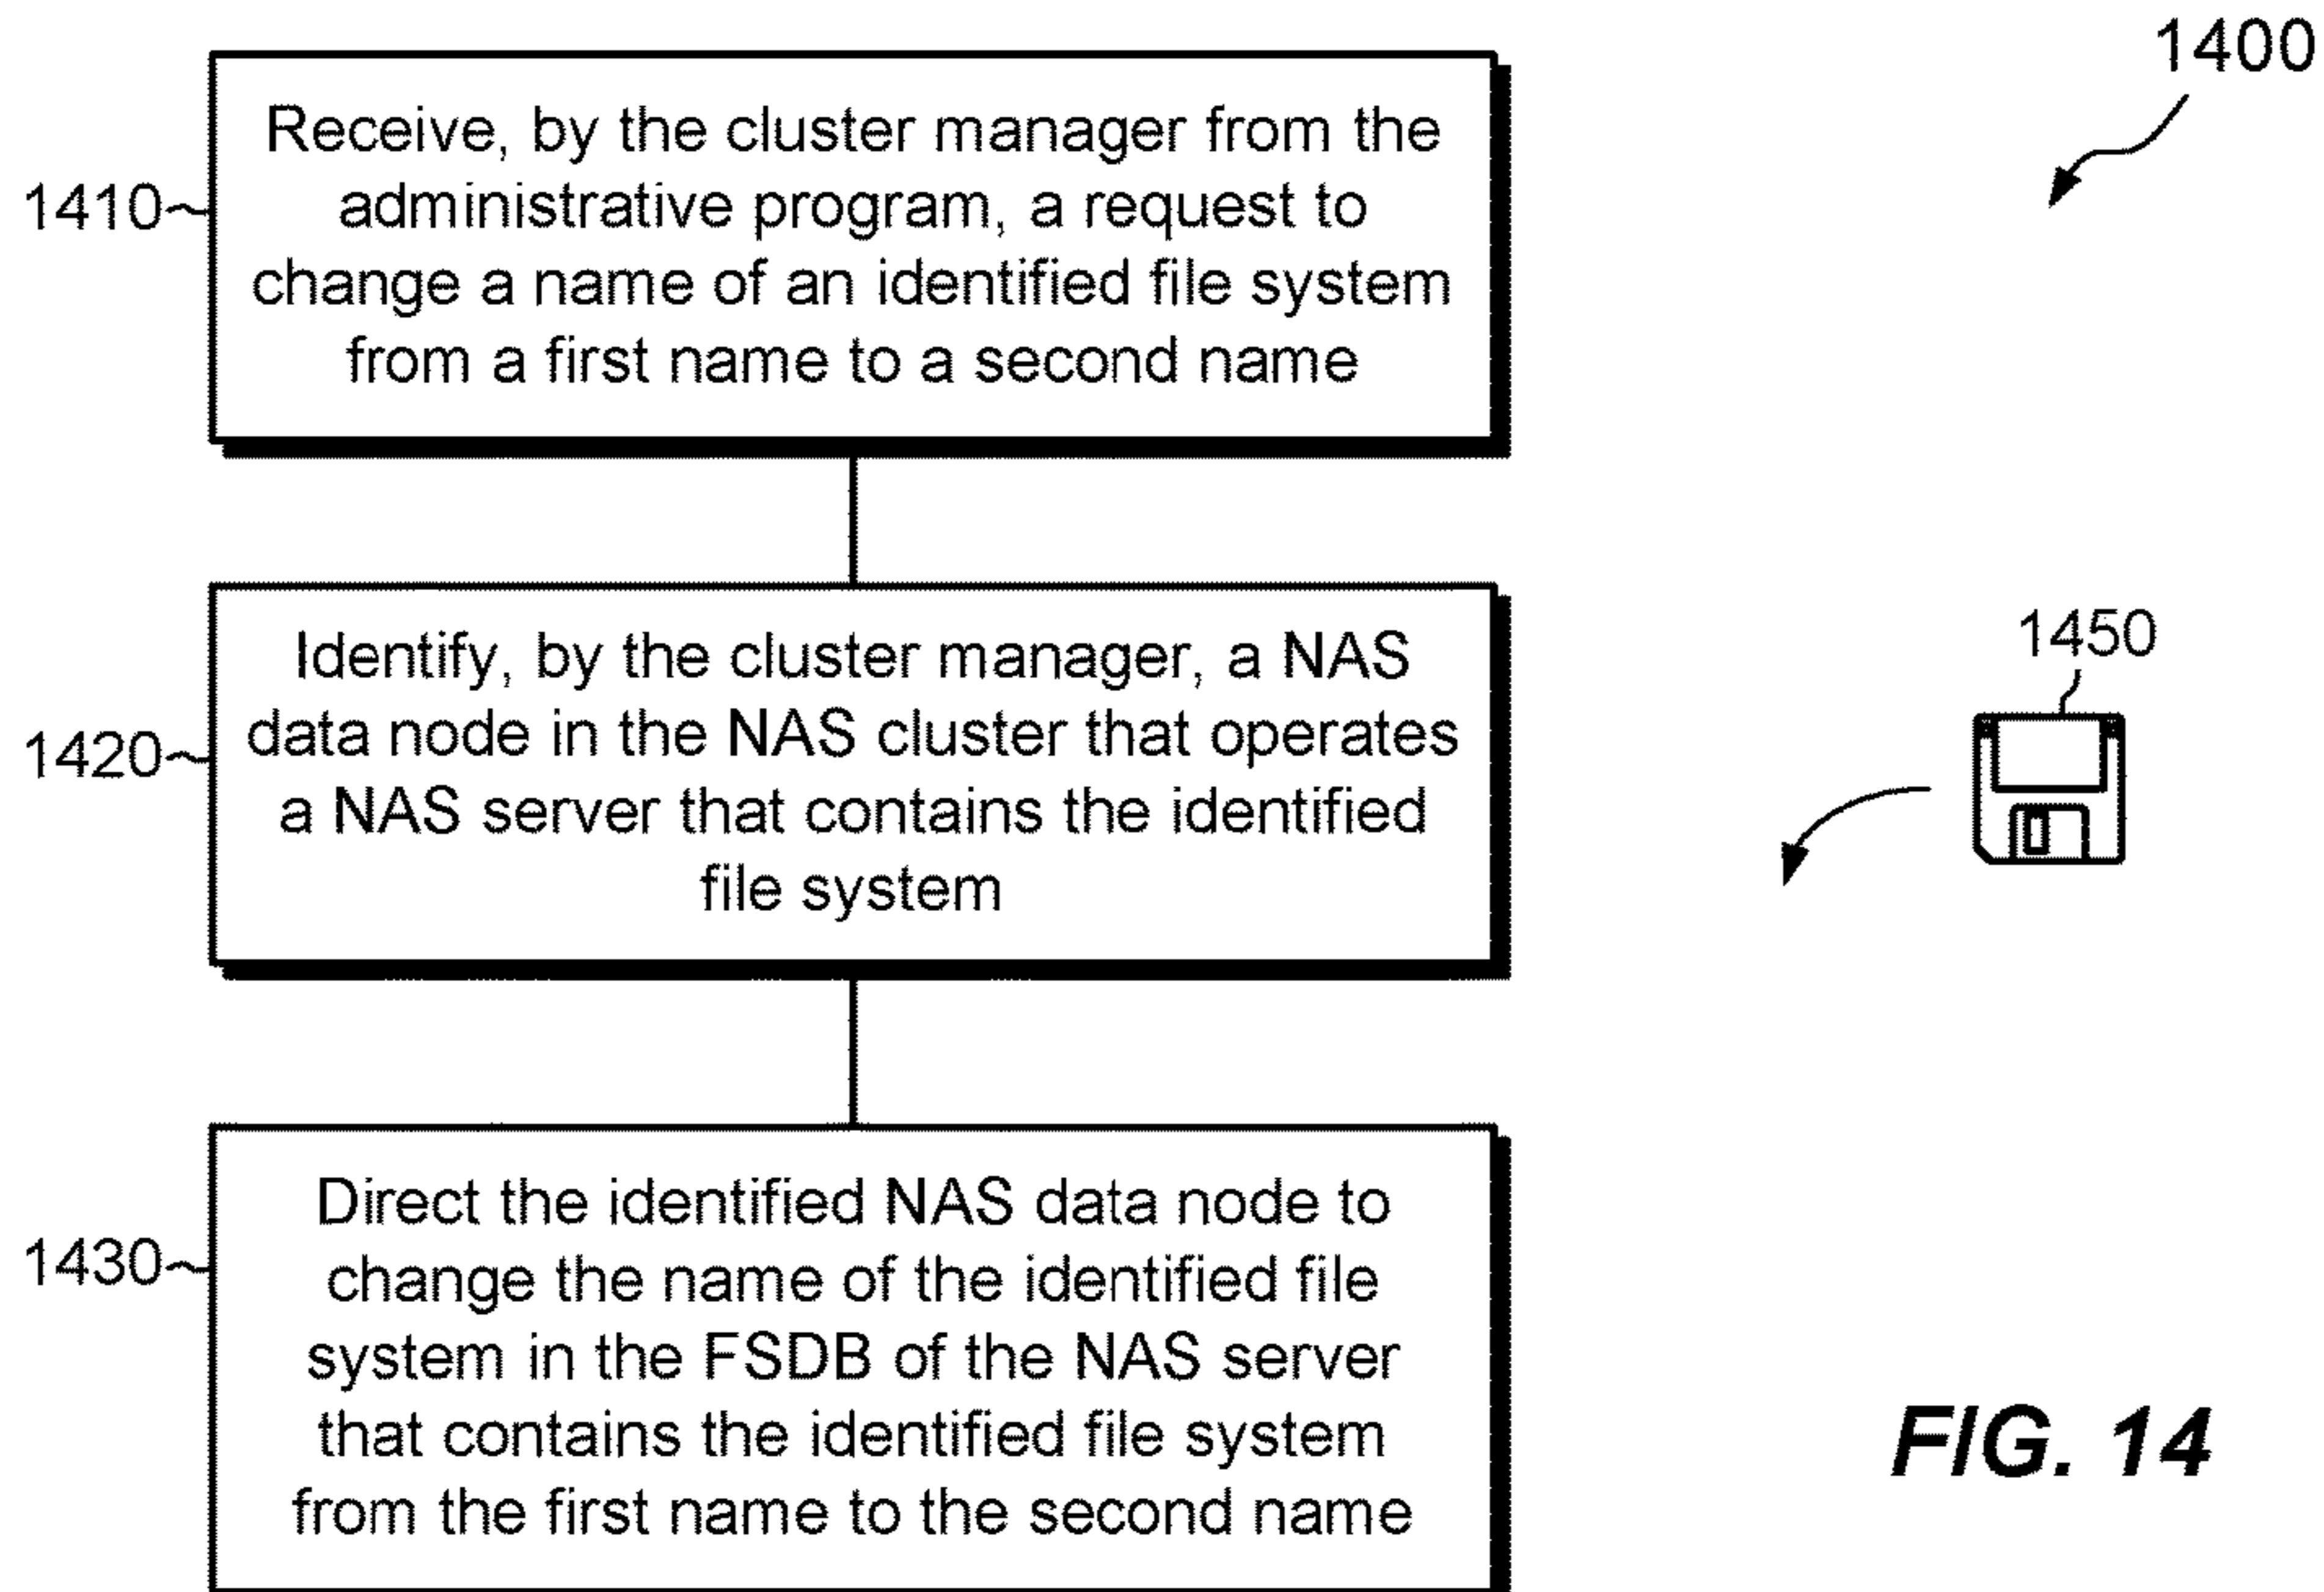 1400
1410
Receive, by the cluster manager from the
administrative program, a request to
change a name of an identified file system
from a first name to a second name
1420
Identify, by the cluster manager, a NAS
data node in the NAS cluster that operates
a NAS server that contains the identified
file system
1450
1430
Direct the identified NAS data node to
change the name of the identified file
system in the FSDB of the NAS server
that contains the identified file system
from the first name to the second name
FIG. 14